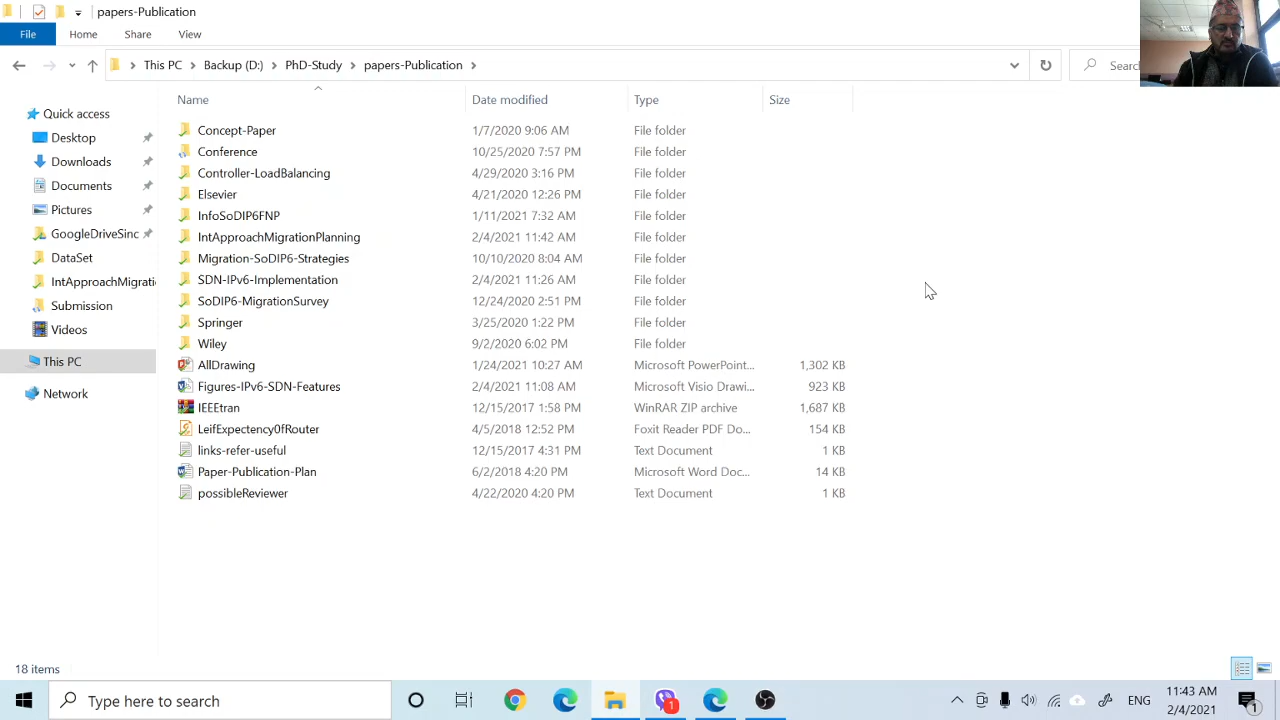 papers-Publication
File Home Share View
This PC Backup (D:) PhD-Study papers-Publication Searc
Name Date modified Type Size
Quick access
Desktop
Downloads
Documents
Pictures
GoogleDriveSinc
DataSet
IntApproachMigrati
Submission
Videos
This PC
Network
Concept-Paper 1/7/2020 9:06 AM File folder
Conference 10/25/2020 7:57 PM File folder
Controller-LoadBalancing 4/29/2020 3:16 PM File folder
Elsevier 4/21/2020 12:26 PM File folder
InfoSoDIP6FNP 1/11/2021 7:32 AM File folder
IntApproachMigrationPlanning 2/4/2021 11:42 AM File folder
Migration-SoDIP6-Strategies 10/10/2020 8:04 AM File folder
SDN-IPv6-Implementation 2/4/2021 11:26 AM File folder
SoDIP6-MigrationSurvey 12/24/2020 2:51 PM File folder
Springer 3/25/2020 1:22 PM File folder
Wiley 9/2/2020 6:02 PM File folder
AllDrawing 1/24/2021 10:27 AM Microsoft PowerPoint... 1,302 KB
Figures-IPv6-SDN-Features 2/4/2021 11:08 AM Microsoft Visio Drawi... 923 KB
IEEEtran 12/15/2017 1:58 PM WinRAR ZIP archive 1,687 KB
LeifExpectency0fRouter 4/5/2018 12:52 PM Foxit Reader PDF Do... 154 KB
links-refer-useful 12/15/2017 4:31 PM Text Document 1 KB
Paper-Publication-Plan 6/2/2018 4:20 PM Microsoft Word Doc... 14 KB
possibleReviewer 4/22/2020 4:20 PM Text Document 1 KB
18 items
Type here to search
1
ENG
11:43 AM
2/4/2021
1